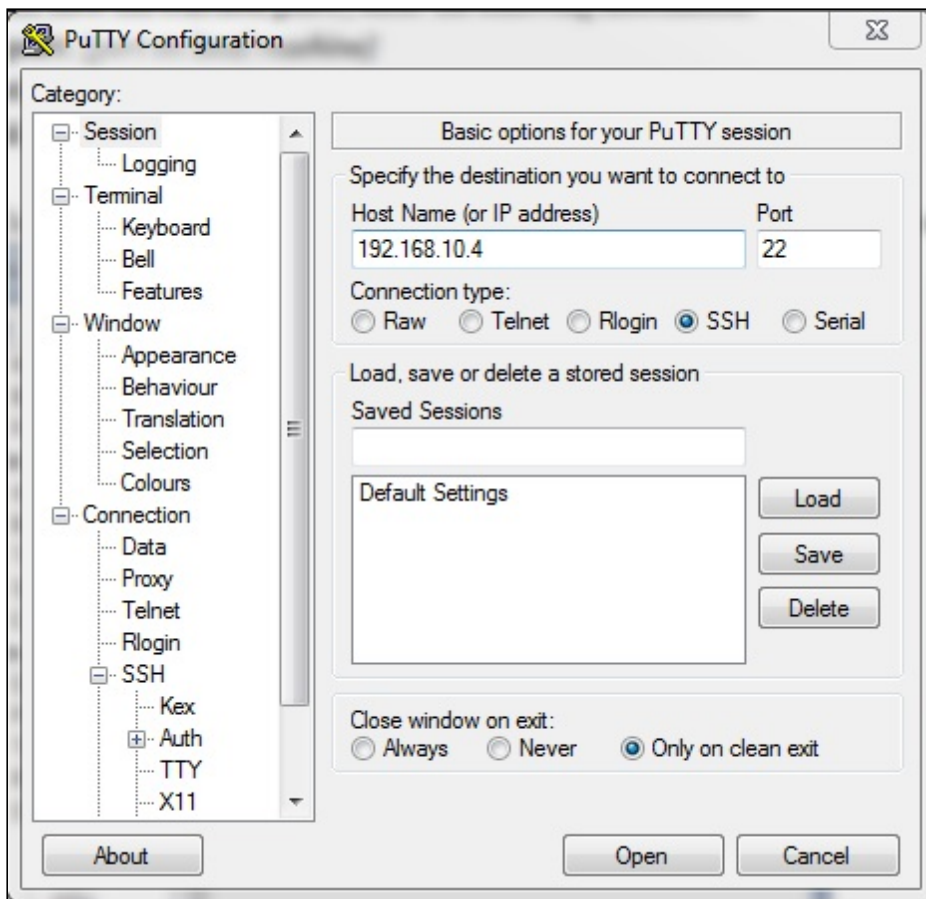 PuTTY Configuration
Category:
Session
Logging
Terminal
Keyboard
Bell
Features
Window
Appearance
Behaviour
Translation
Selection
Colours
Connection
Data
Proxy
Telnet
Rlogin
SSH
Kex
Auth
TTY
X11
Basic options for your PuTTY session
Specify the destination you want to connect to
Host Name (or IP address) Port
192.168.10.4 22
Connection type:
Raw Telnet Rlogin SSH Serial
Load, save or delete a stored session
Saved Sessions
Default Settings
Load
Save
Delete
Close window on exit:
Always Never Only on clean exit
About Open Cancel